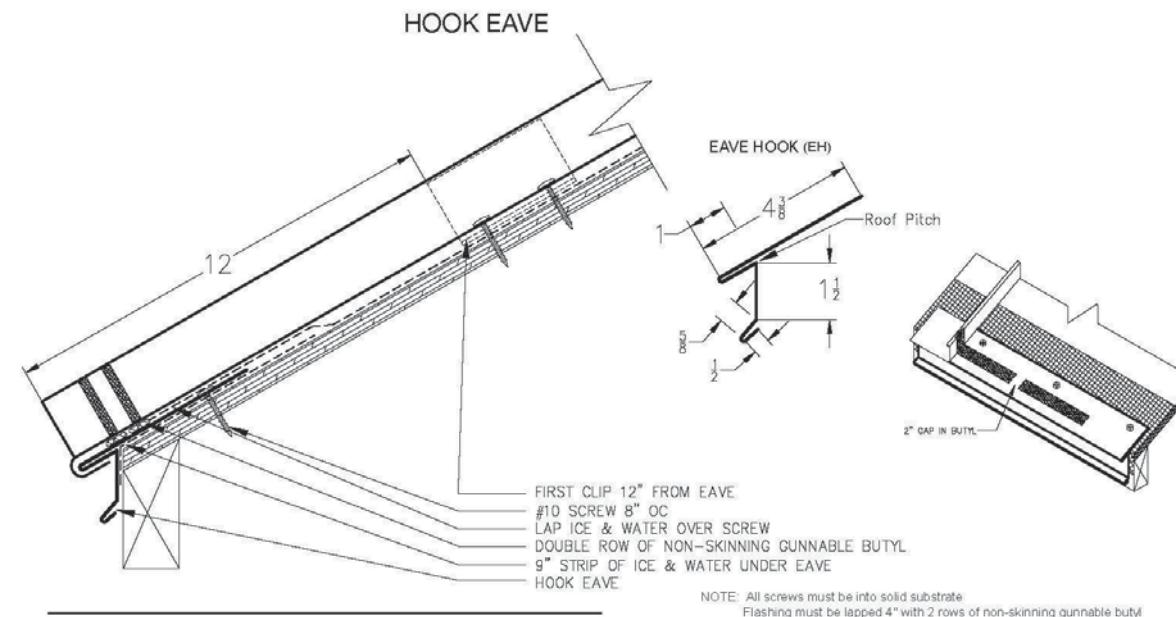 HOOK EAVE
12
EAVE HOOK (EH)
1
4 3/8
Roof Pitch
1 1/2
5/8
1/2
2" GAP IN BUTYL
FIRST CLIP 12" FROM EAVE
#10 SCREW 8" OC
LAP ICE & WATER OVER SCREW
DOUBLE ROW OF NON-SKINNING GUNNABLE BUTYL
9" STRIP OF ICE & WATER UNDER EAVE
HOOK EAVE
NOTE: All screws must be into solid substrate
Flashing must be lapped 4" with 2 rows of non-skinning gunnable butyl